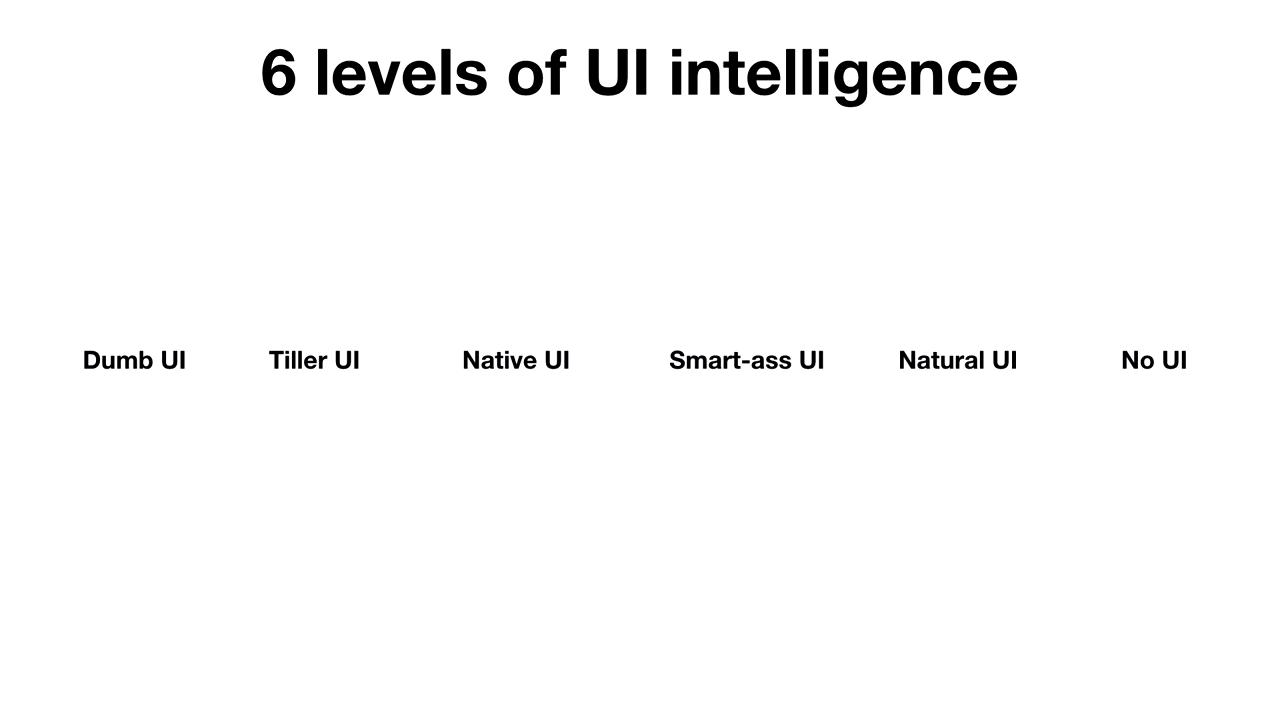 6 levels of UI intelligence
Dumb UI Tiller UI Native UI Smart-ass UI Natural UI No UI